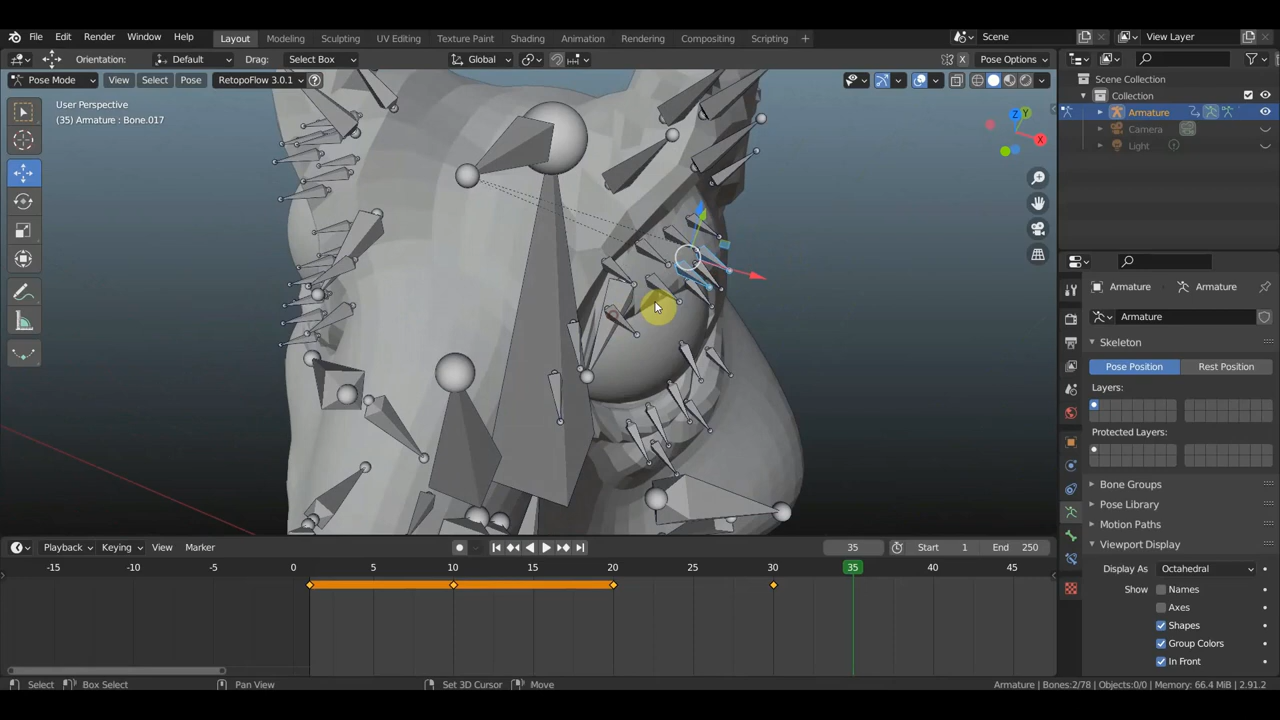 File Edit Render Window Help Layout Modeling Sculpting UV Editing Texture Paint Shading Animation Rendering Compositing Scripting + Scene View Layer
Orientation: Default Drag: Select Box Global Pose Options
Pose Mode View Select Pose RetopoFlow 3.0.1 ?
User Perspective
(35) Armature : Bone.017
Z Y
X
Scene Collection
Collection
Armature
Camera
Light
Armature Armature
Armature
Skeleton
Pose Position Rest Position
Layers:
Protected Layers:
Bone Groups
Pose Library
Motion Paths
Viewport Display
Display As Octahedral
Show Names
Axes
Shapes
Group Colors
In Front
Playback Keying View Marker 35 Start 1 End 250
-15 -10 -5 0 5 10 15 20 25 30 35 40 45
Select Box Select Pan View Set 3D Cursor Move Armature | Bones:2/78 | Objects:0/0 | Memory: 66.4 MiB | 2.91.2